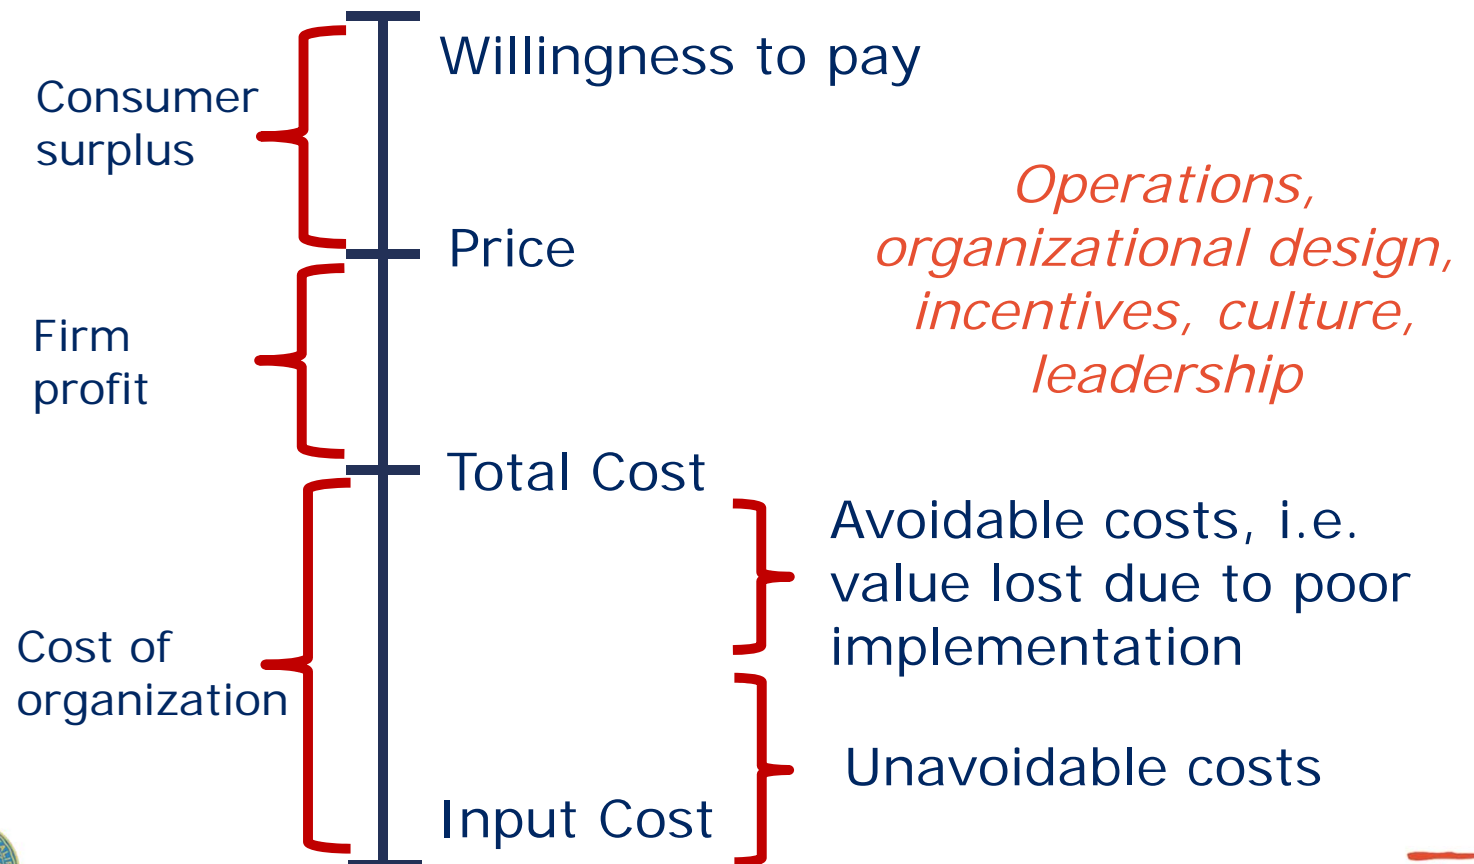 Willingness to pay
Consumer
surplus
Operations,
organizational design,
incentives, culture,
leadership
Price
Firm
profit
Total Cost
Avoidable costs, i.e.
value lost due to poor
implementation
Cost of
organization
Unavoidable costs
Input Cost